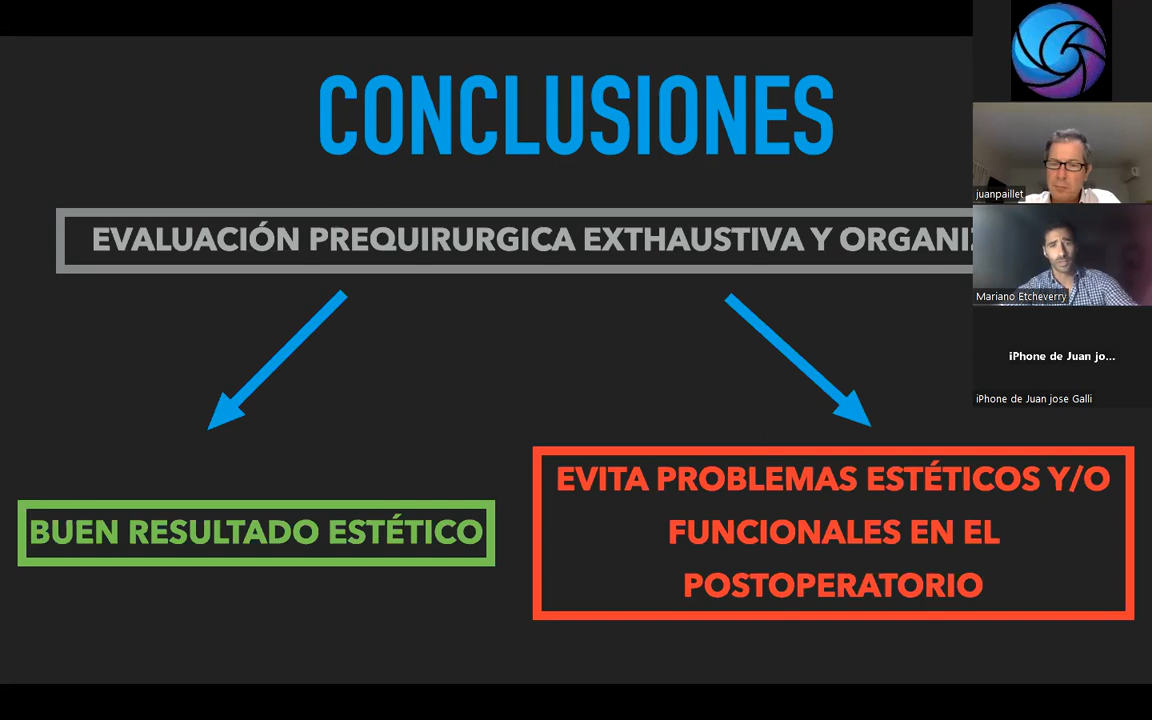 CONCLUSIONES
EVALUACIÓN PREQUIRURGICA EXTHAUSTIVA Y
BUEN RESULTADO ESTÉTICO
EVITA PROBLEMAS ESTÉTICOS Y/O
FUNCIONALES EN EL
POSTOPERATORIO
juanpaillet
Mariano Etcheverry
iPhone de Juan jo...
iPhone de Juan jose Galli